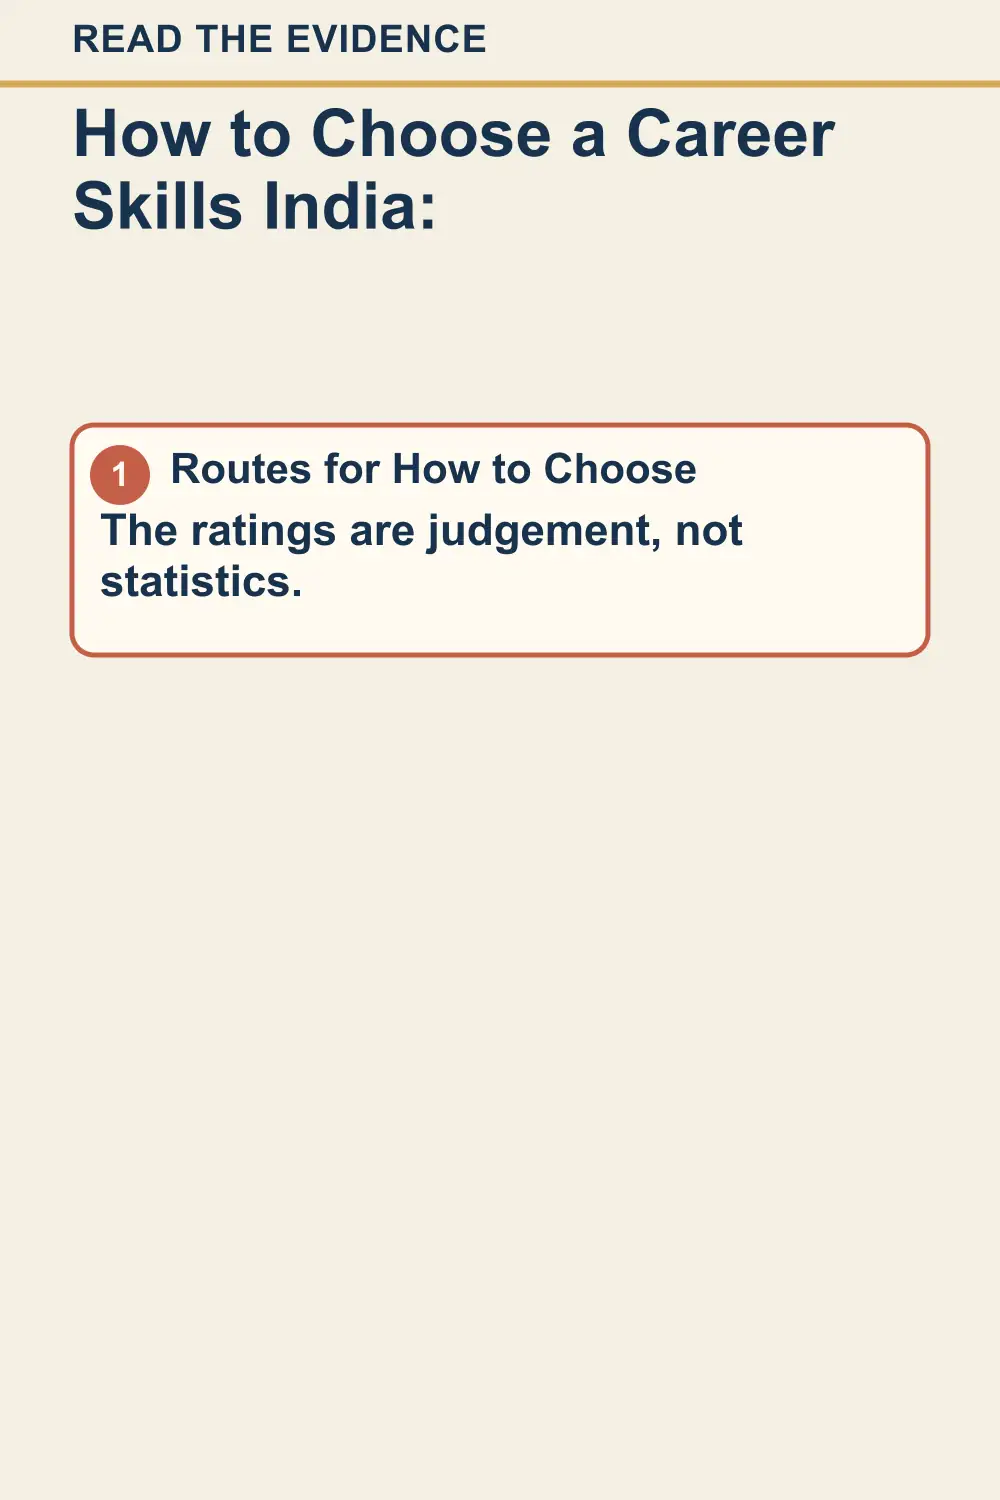 READ THE EVIDENCE
How to Choose a Career
Skills India:
1 Routes for How to Choose
The ratings are judgement, not
statistics.